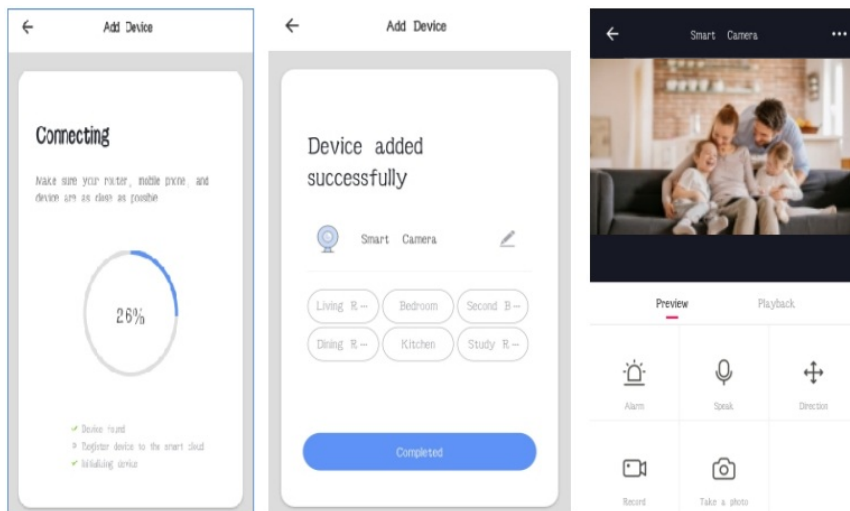 Add Device
Connecting
Make sure your router, mobile phone, and
device are as close as possible
26%
Device found
Register device to the smart cloud
Initializing device
Add Device
Device added
successfully
Smart Camera
Living R... Bedroom Second B...
Dining R... Kitchen Study R...
Completed
Smart Camera
Preview Playback
Alarm Speak Direction
Record Take a photo